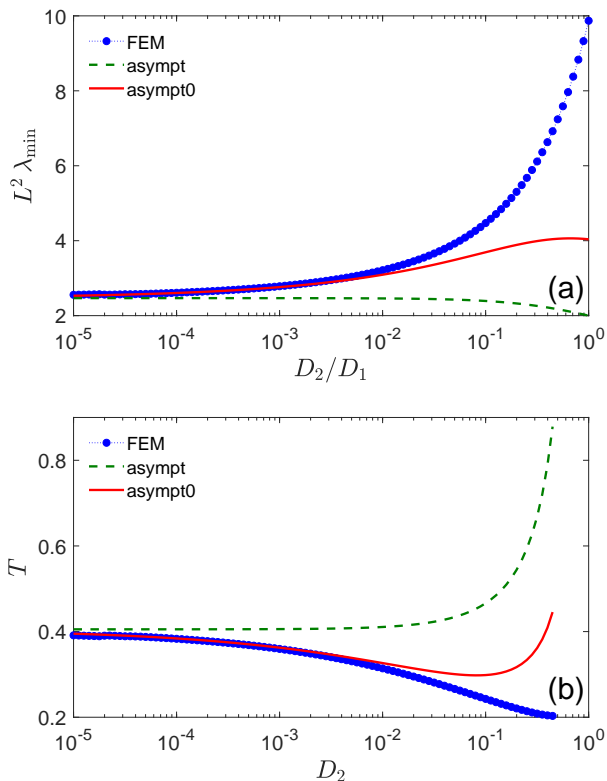 10
8
6
4
2
L² λmin
FEM
asympt
asympt0
(a)
10⁻⁵ 10⁻⁴ 10⁻³ 10⁻² 10⁻¹ 10⁰
D₂/D₁
0.8
0.6
0.4
0.2
T
FEM
asympt
asympt0
(b)
10⁻⁵ 10⁻⁴ 10⁻³ 10⁻² 10⁻¹ 10⁰
D₂